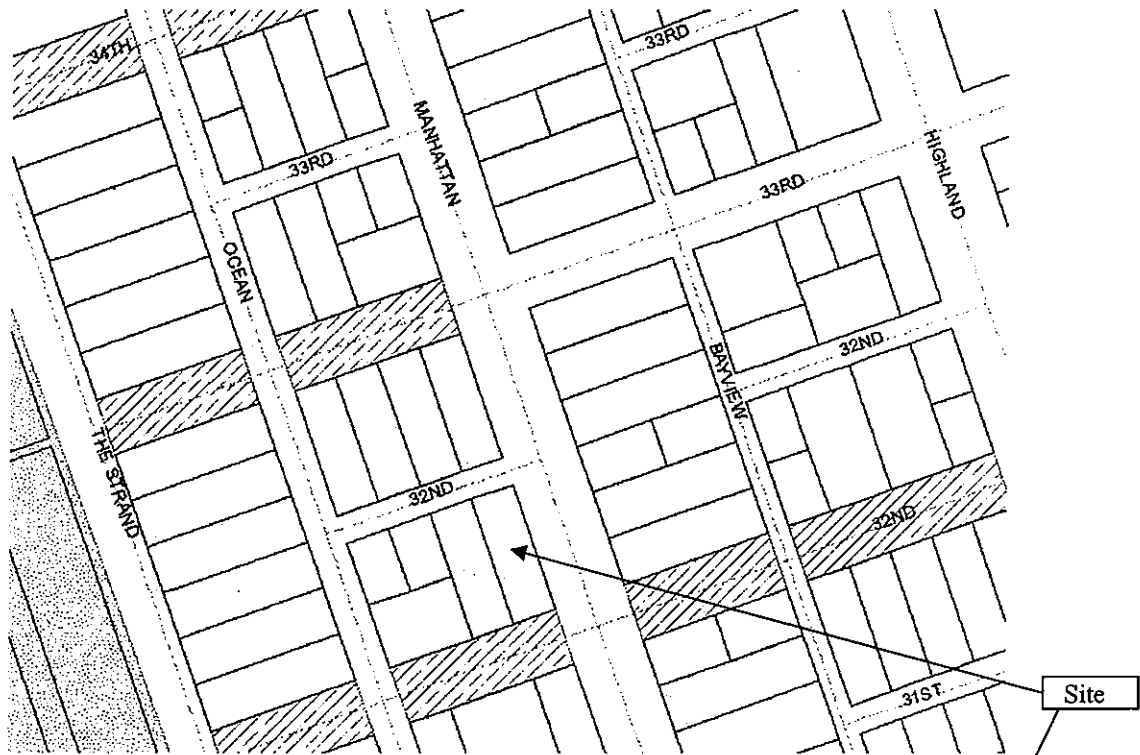 34TH
33RD
MANHATTAN
33RD
HIGHLAND
33RD
OCEAN
32ND
BAYVIEW
THE STRAND
32ND
32ND
31ST
Site